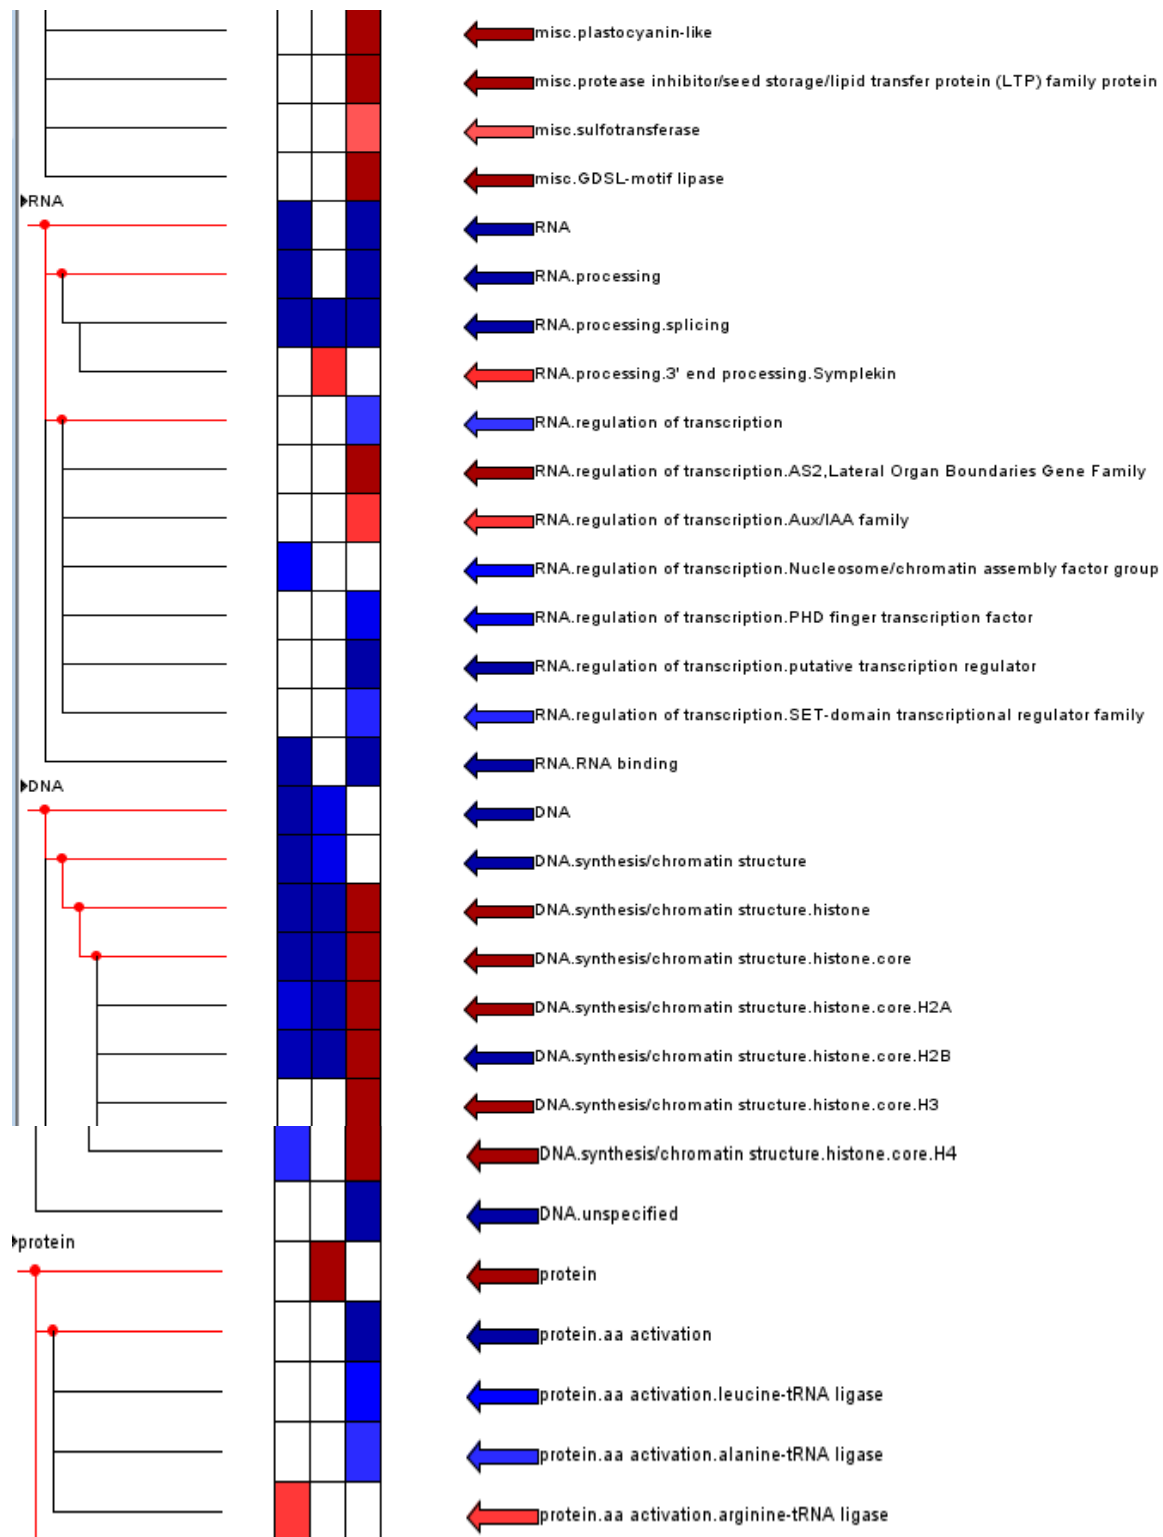 misc.plastocyanin-like
misc.protease inhibitor/seed storage/lipid transfer protein (LTP) family protein
misc.sulfotransferase
misc.GDSL-motif lipase
RNA
RNA
RNA.processing
RNA.processing.splicing
RNA.processing.3' end processing.Symplekin
RNA.regulation of transcription
RNA.regulation of transcription.AS2,Lateral Organ Boundaries Gene Family
RNA.regulation of transcription.Aux/IAA family
RNA.regulation of transcription.Nucleosome/chromatin assembly factor group
RNA.regulation of transcription.PHD finger transcription factor
RNA.regulation of transcription.putative transcription regulator
RNA.regulation of transcription.SET-domain transcriptional regulator family
RNA.RNA binding
DNA
DNA
DNA.synthesis/chromatin structure
DNA.synthesis/chromatin structure.histone
DNA.synthesis/chromatin structure.histone.core
DNA.synthesis/chromatin structure.histone.core.H2A
DNA.synthesis/chromatin structure.histone.core.H2B
DNA.synthesis/chromatin structure.histone.core.H3
DNA.synthesis/chromatin structure.histone.core.H4
DNA.unspecified
protein
protein
protein.aa activation
protein.aa activation.leucine-tRNA ligase
protein.aa activation.alanine-tRNA ligase
protein.aa activation.arginine-tRNA ligase